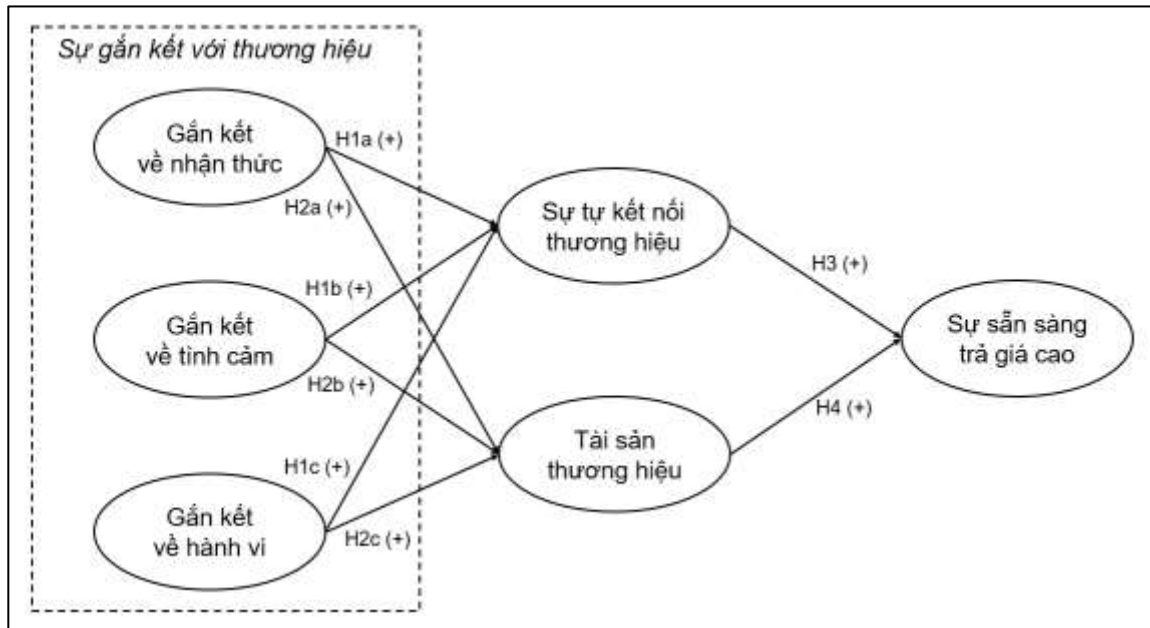 Sự gắn kết với thương hiệu
Gắn kết
về nhận thức
H1a (+)
H2a (+)
Sự tự kết nối
thương hiệu
H3 (+)
H1b (+)
Gắn kết
về tình cảm
H2b (+)
Sự sẵn sàng
trả giá cao
H4 (+)
Tài sản
thương hiệu
H1c (+)
Gắn kết
về hành vi
H2c (+)